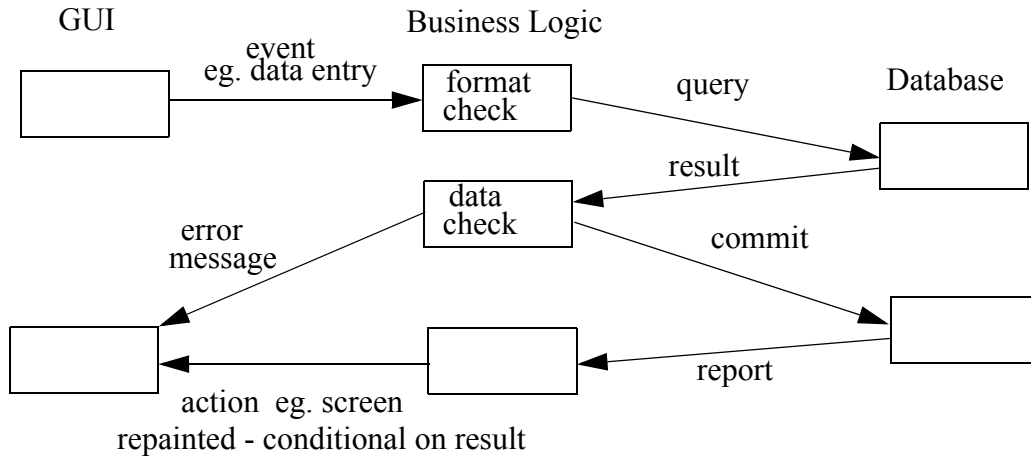 GUI
Business Logic
Database
event
eg. data entry
format
check
query
result
data
check
error
message
commit
report
action eg. screen
repainted - conditional on result